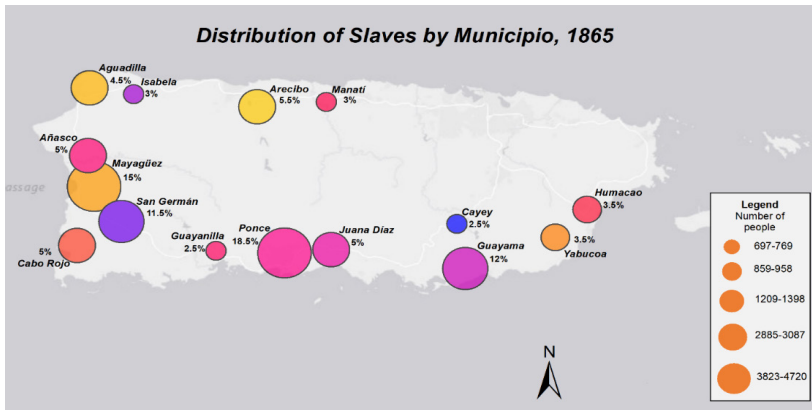 Distribution of Slaves by Municipio, 1865
Aguadilla
4.5%
Isabela
3%
Arecibo
5.5%
Manatí
3%
Añasco
5%
Mayagüez
15%
assage
San Germán
11.5%
5%
Cabo Rojo
Guayanilla
2.5%
Ponce
18.5%
Juana Díaz
5%
Cayey
2.5%
Guayama
12%
Humacao
3.5%
3.5%
Yabucoa
Legend
Number of
people
697-769
859-958
1209-1398
2885-3087
3823-4720
N